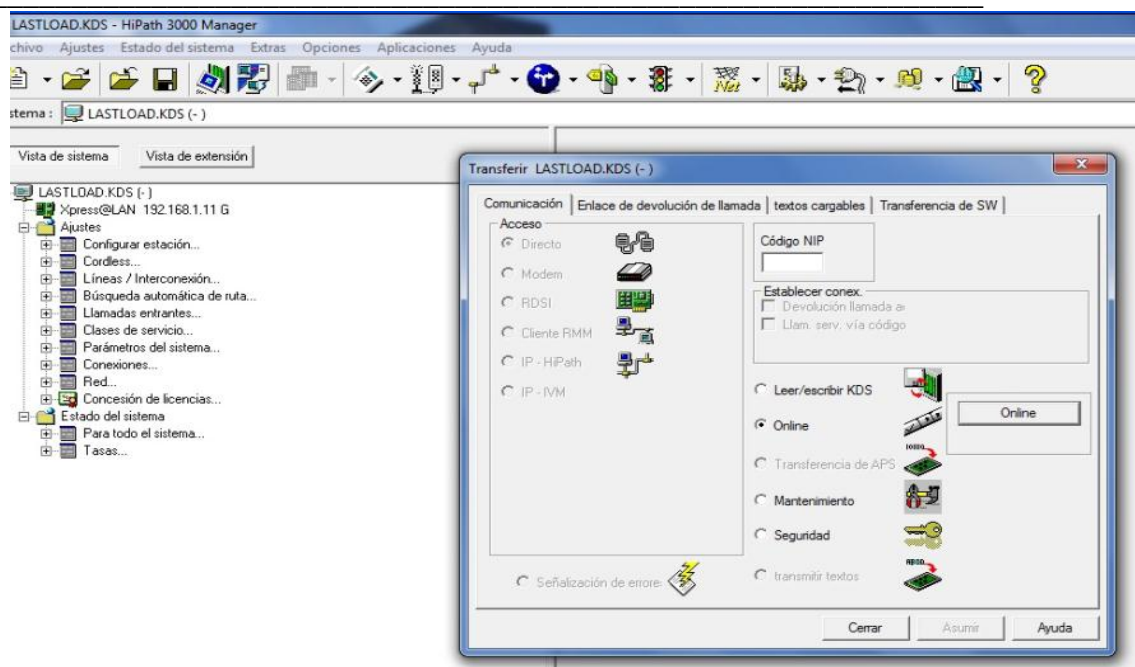 LASTLOAD.KDS - HiPath 3000 Manager
chivo Ajustes Estado del sistema Extras Opciones Aplicaciones Ayuda
Net
stema : LASTLOAD.KDS (- )
Vista de sistema Vista de extensión
LASTLOAD.KDS (- )
Xpress@LAN 192.168.1.11 G
Ajustes
Configurar estación...
Cordless...
Líneas / Interconexión...
Búsqueda automática de ruta...
Llamadas entrantes...
Clases de servicio...
Parámetros del sistema...
Conexiones...
Red...
Concesión de licencias...
Estado del sistema
Para todo el sistema...
Tasas...
Transferir LASTLOAD.KDS (- )
Comunicación Enlace de devolución de llamada textos cargables Transferencia de SW
Acceso
Directo
Modem
RDSI
Cliente RMM
IP - HiPath
IP - IVM
Señalización de errore
Código NIP
Establecer conex.
Devolución llamada a
Llam. serv. vía código
Leer/escribir KDS
Online
Online
Transferencia de APS
Mantenimiento
Seguridad
transmitir textos
Cerrar Asumir Ayuda